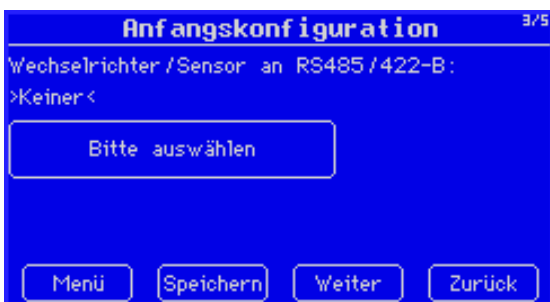 Anfangskonfiguration 3/5
Wechselrichter/Sensor an RS485/422-B:
>Keiner<
Bitte auswählen
Menü Speichern Weiter Zurück